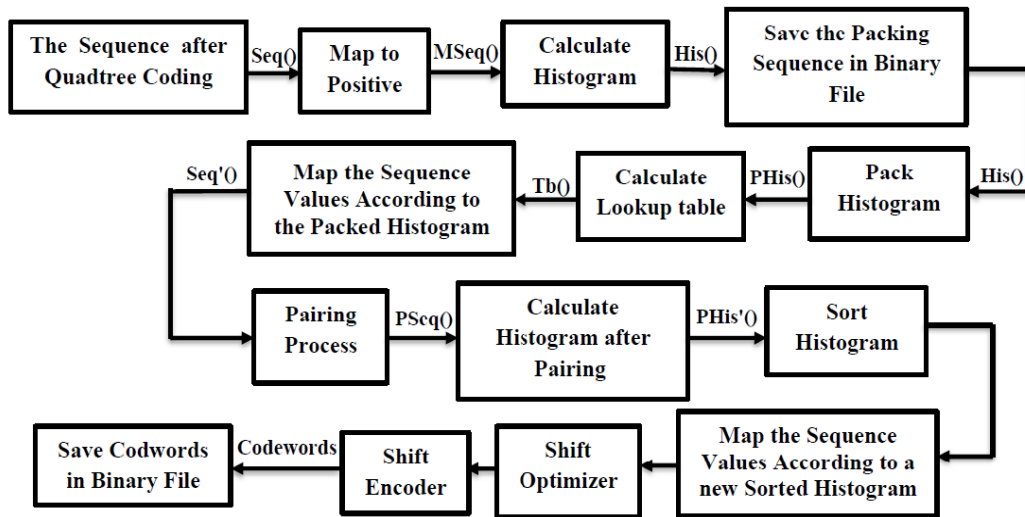 The Sequence after
Quadtree Coding
Seq()
Map to
Positive
MSeq()
Calculate
Histogram
His()
Save the Packing
Sequence in Binary
File
His()
Pack
Histogram
PHis()
Calculate
Lookup table
Tb()
Map the Sequence
Values According to
the Packed Histogram
Seq'()
Pairing
Process
PSeq()
Calculate
Histogram after
Pairing
PHis'()
Sort
Histogram
Map the Sequence
Values According to a
new Sorted Histogram
Shift
Optimizer
Shift
Encoder
Codewords
Save Codwords
in Binary File